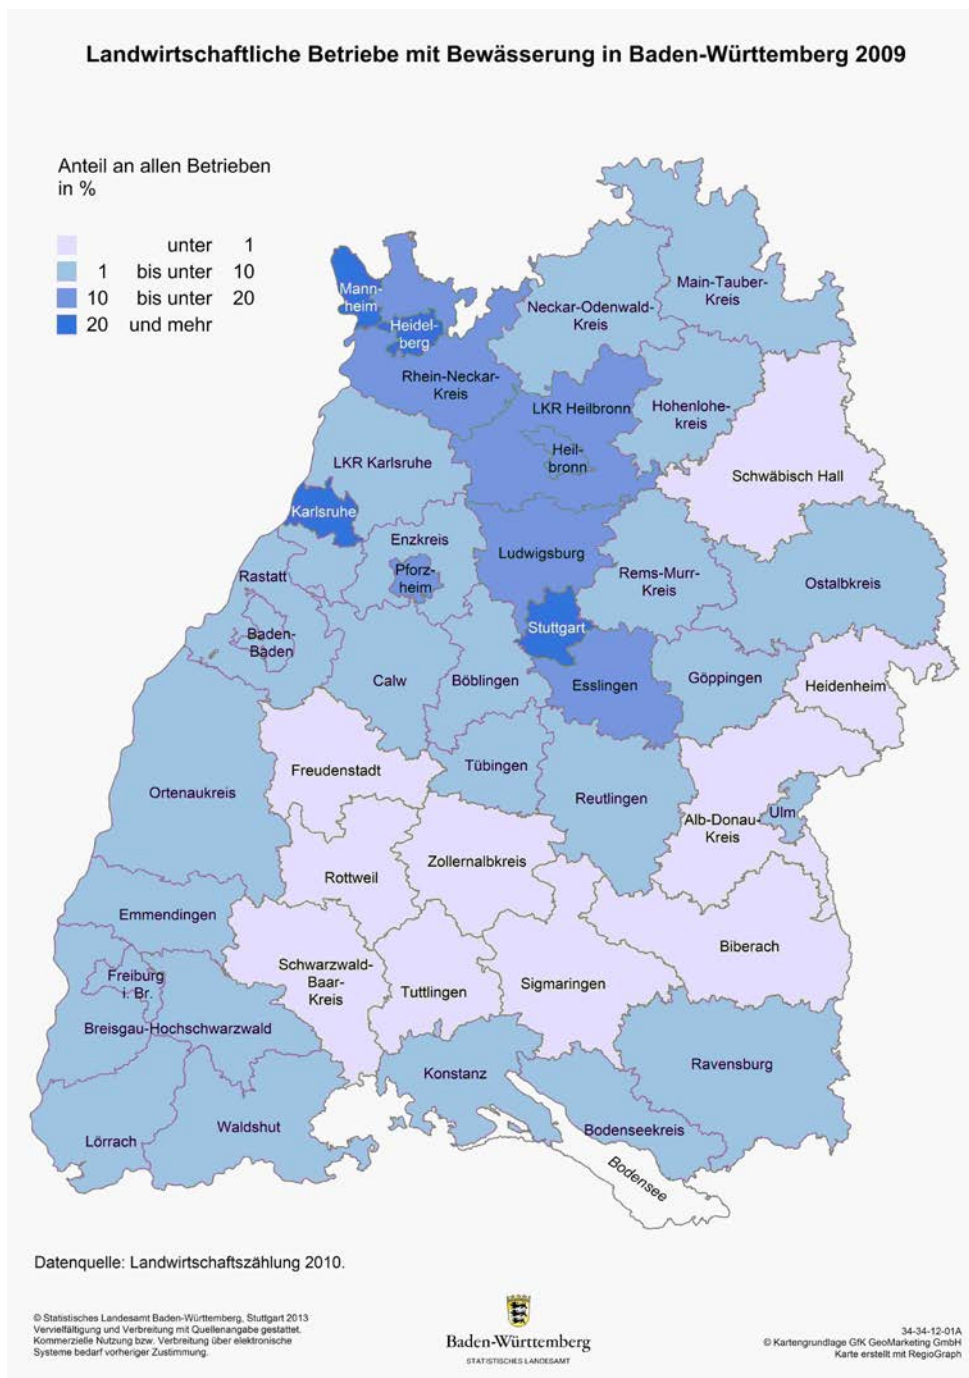 Landwirtschaftliche Betriebe mit Bewässerung in Baden-Württemberg 2009
Anteil an allen Betrieben
in %
unter 1
1 bis unter 10
10 bis unter 20
20 und mehr
Mann-
heim
Heidel-
berg
Rhein-Neckar-
Kreis
Neckar-Odenwald-
Kreis
Main-Tauber-
Kreis
LKR Heilbronn
Heil-
bronn
Hohenlohe-
kreis
Schwäbisch Hall
LKR Karlsruhe
Karlsruhe
Enzkreis
Pforz-
heim
Ludwigsburg
Rems-Murr-
Kreis
Ostalbkreis
Rastatt
Baden-
Baden
Stuttgart
Calw
Böblingen
Esslingen
Göppingen
Heidenheim
Freudenstadt
Tübingen
Reutlingen
Ortenaukreis
Alb-Donau-
Kreis
Ulm
Rottweil
Zollernalbkreis
Emmendingen
Biberach
Freiburg
i. Br.
Schwarzwald-
Baar-
Kreis
Tuttlingen
Sigmaringen
Breisgau-Hochschwarzwald
Konstanz
Ravensburg
Lörrach
Waldshut
Bodenseekreis
Bodensee
Datenquelle: Landwirtschaftszählung 2010.
© Statistisches Landesamt Baden-Württemberg, Stuttgart 2013
Vervielfältigung und Verbreitung mit Quellenangabe gestattet.
Kommerzielle Nutzung bzw. Verbreitung über elektronische
Systeme bedarf vorheriger Zustimmung.
Baden-Württemberg
STATISTISCHES LANDESAMT
34-34-12-01A
© Kartengrundlage GfK GeoMarketing GmbH
Karte erstellt mit RegioGraph